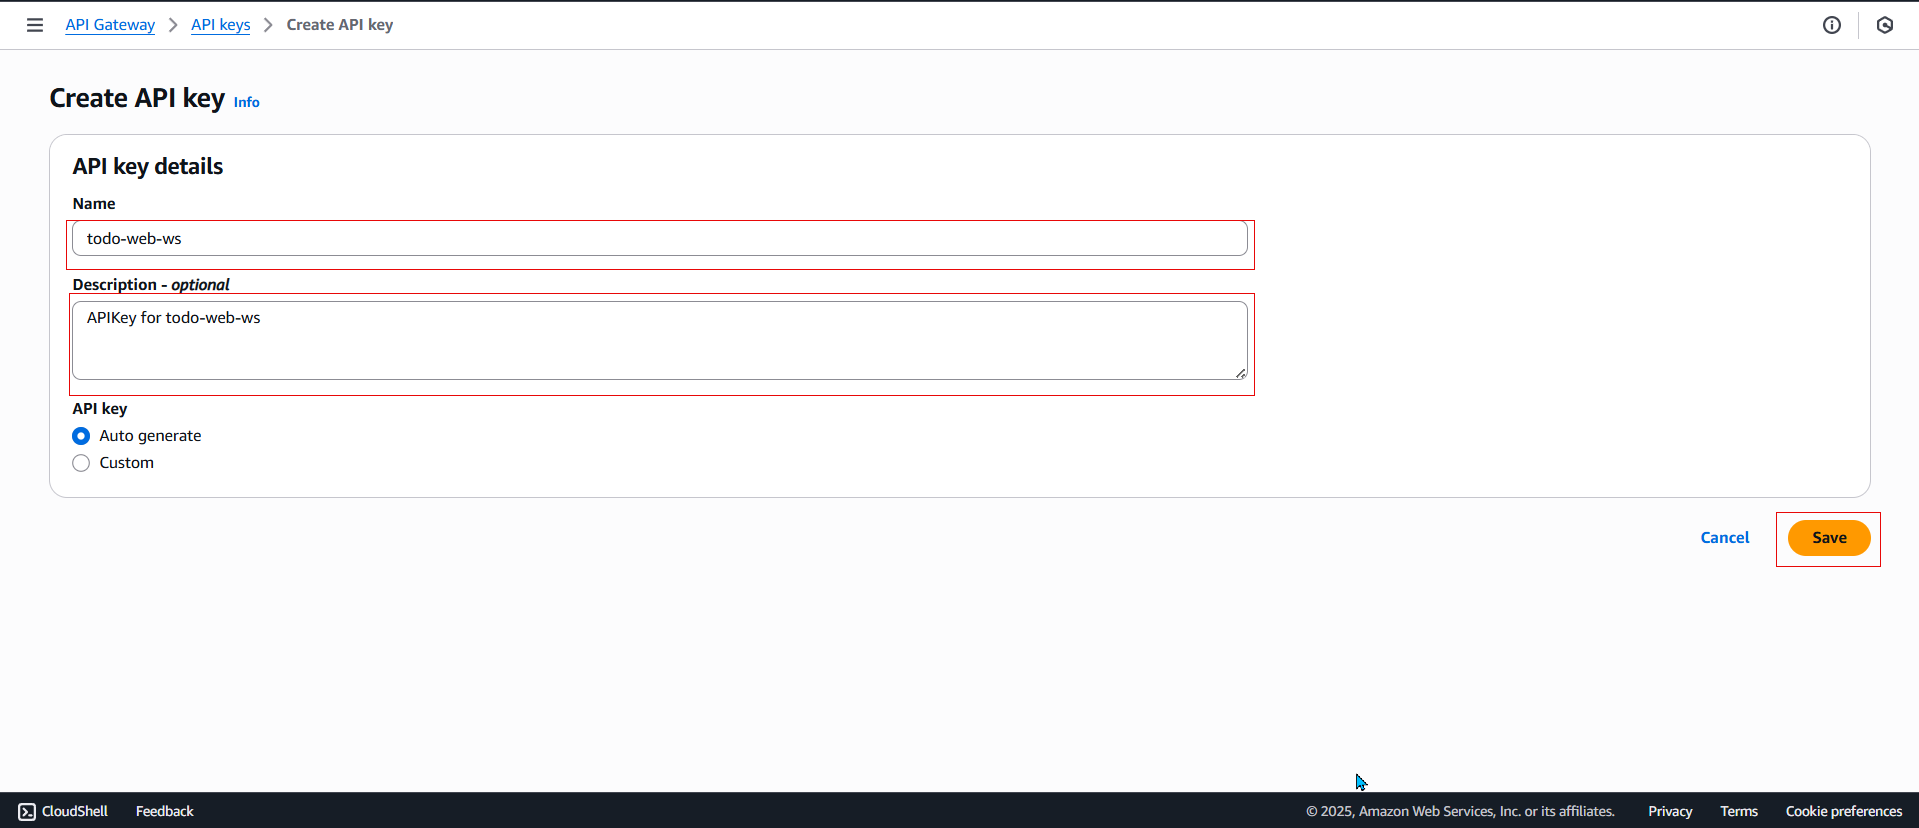 API Gateway > API keys > Create API key
Create API key Info
API key details
Name
todo-web-ws
Description - optional
APIKey for todo-web-ws
API key
Auto generate
Custom
Cancel Save
CloudShell Feedback © 2025, Amazon Web Services, Inc. or its affiliates. Privacy Terms Cookie preferences